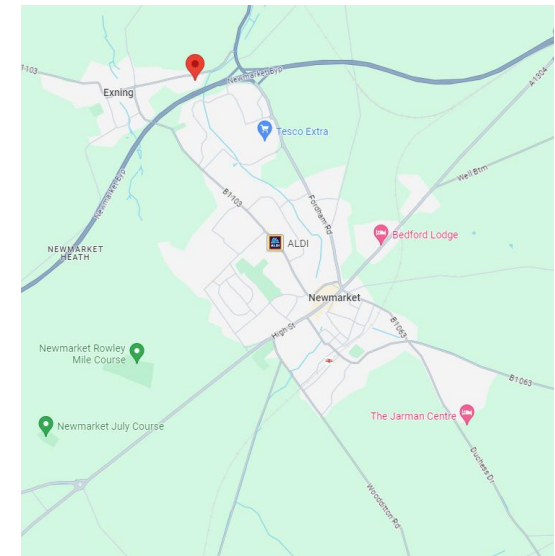 B1103
Exning
Newmarket Byp
A1304
Tesco Extra
Well Btm
Newmarket Byp
B1103
Fordham Rd
Bedford Lodge
ALDI
NEWMARKET
HEATH
Newmarket
High St
B1063
Newmarket Rowley
Mile Course
B1063
The Jarman Centre
Newmarket July Course
Duchess Dr
Woodditton Rd